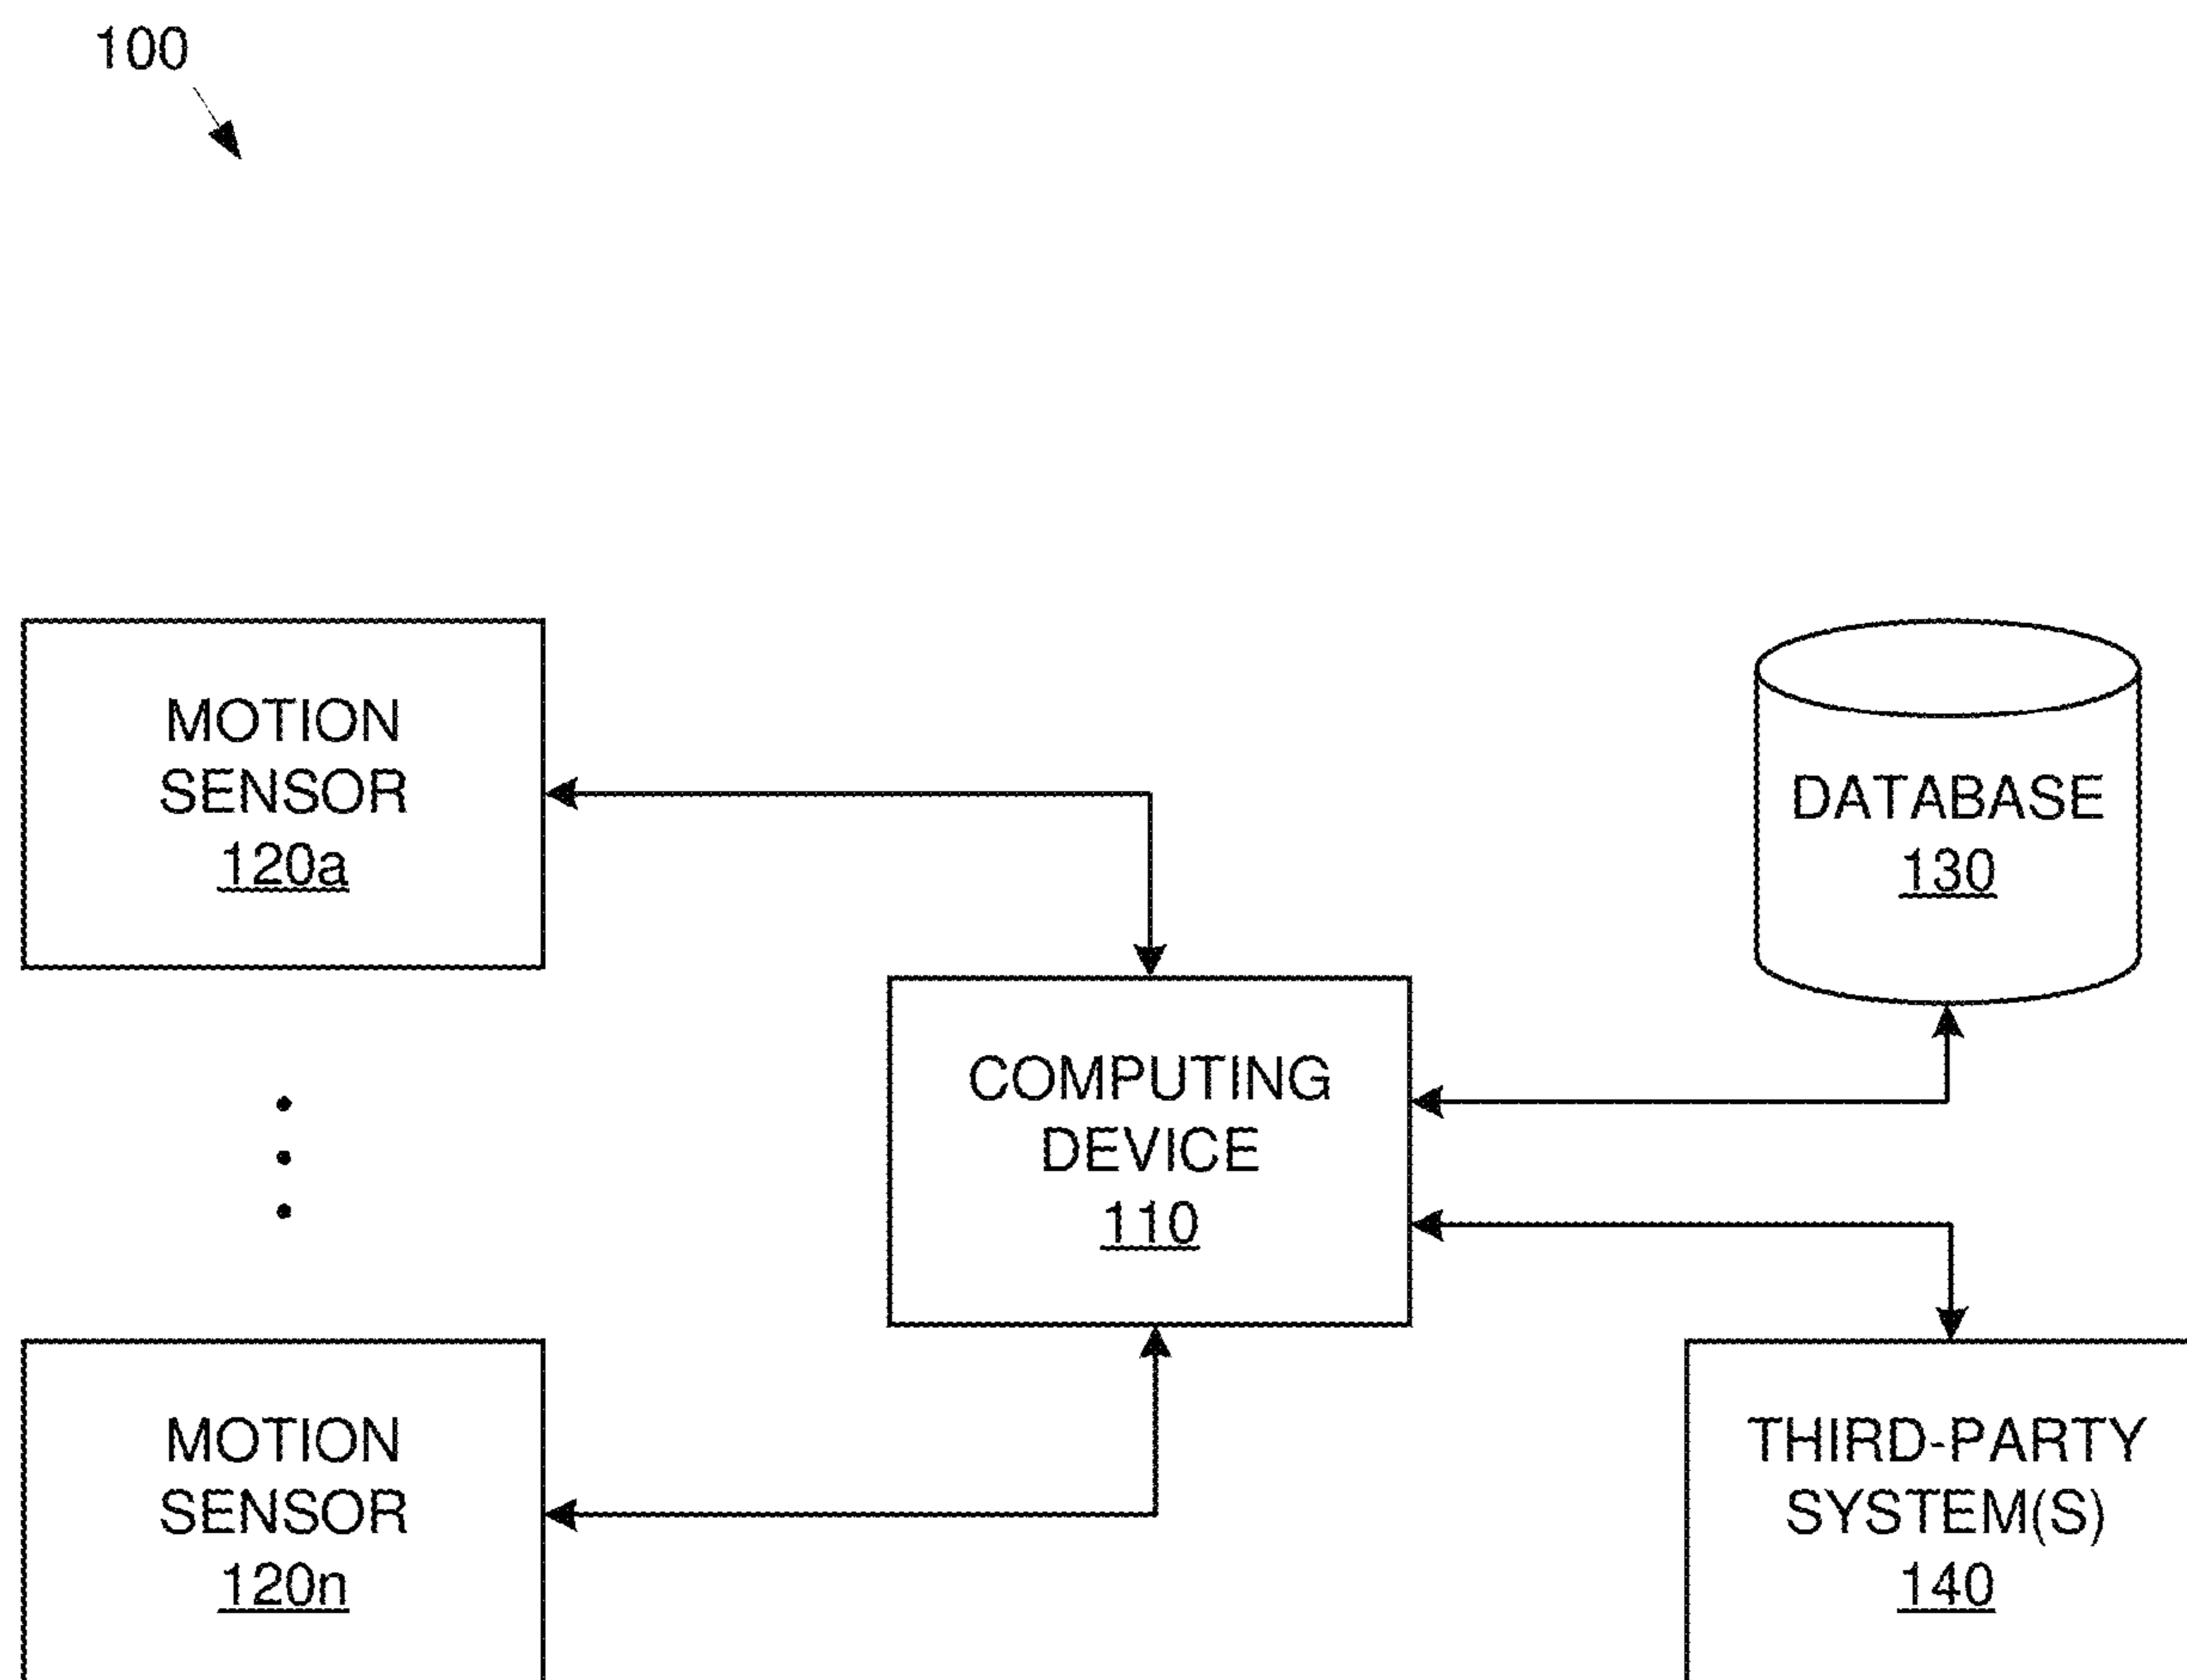 100
MOTION
SENSOR
120a
DATABASE
130
COMPUTING
DEVICE
110
MOTION
SENSOR
120n
THIRD-PARTY
SYSTEM(S)
140